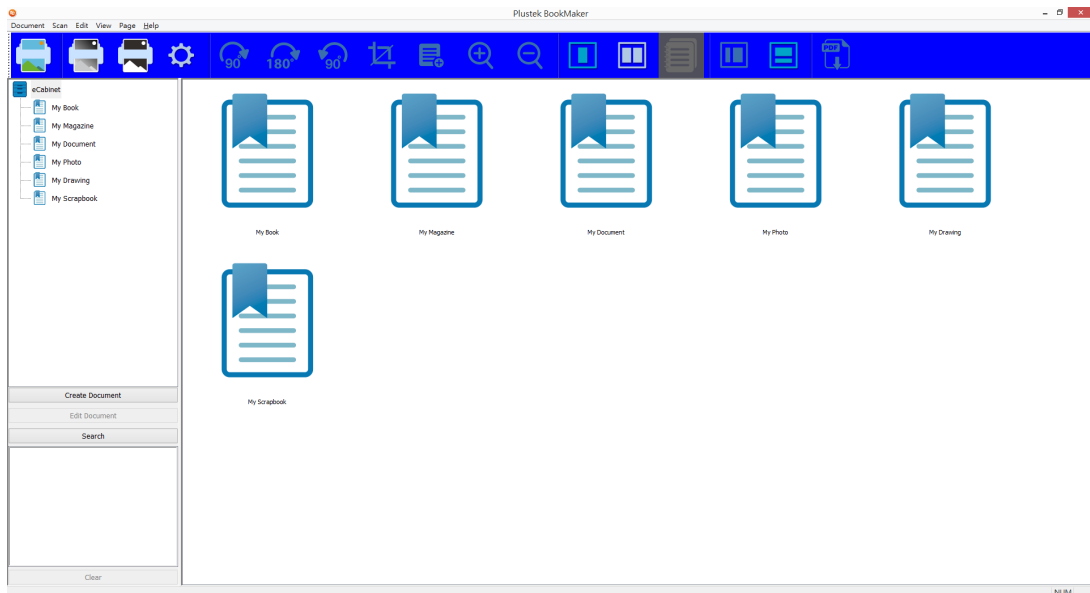 Plustek BookMaker
Document Scan Edit View Page Help
90° 180° 90° PDF
eCabinet
My Book
My Magazine
My Document
My Photo
My Drawing
My Scrapbook
My Book My Magazine My Document My Photo My Drawing
My Scrapbook
Create Document
Edit Document
Search
Clear
NUM